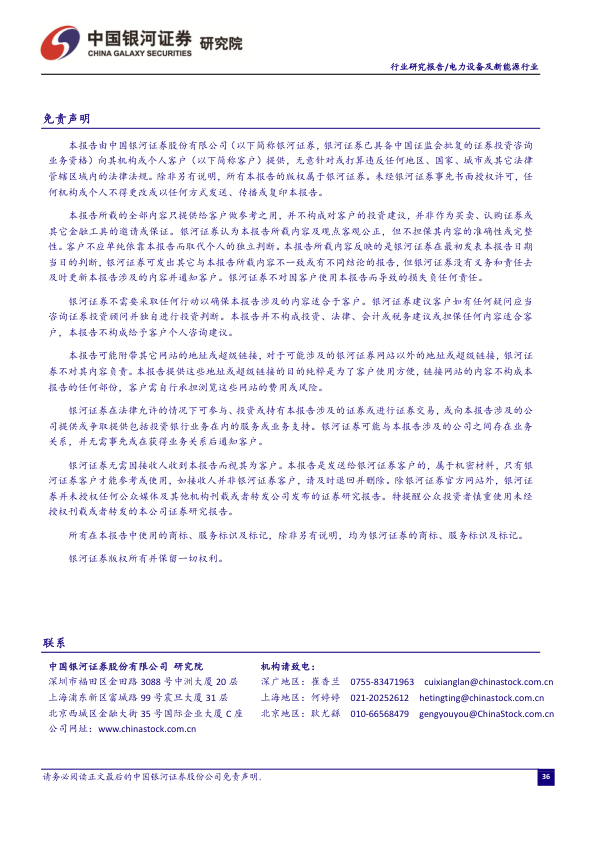 中国银河证券 研究院
CHINA GALAXY SECURITIES
行业研究报告/电力设备及新能源行业
免责声明
本报告由中国银河证券股份有限公司（以下简称银河证券，银河证券已具备中国证监会批复的证券投资咨询
业务资格）向其机构或个人客户（以下简称客户）提供，无意针对或打算违反任何地区、国家、城市或其它法律
管辖区域内的法律法规。除非另有说明，所有本报告的版权属于银河证券。未经银河证券事先书面授权许可，任
何机构或个人不得更改或以任何方式发送、传播或复印本报告。
本报告所载的全部内容只提供给客户做参考之用，并不构成对客户的投资建议，并非作为买卖、认购证券或
其它金融工具的邀请或保证。银河证券认为本报告所载内容及观点客观公正，但不担保其内容的准确性或完整
性。客户不应单纯依靠本报告而取代个人的独立判断。本报告所载内容反映的是银河证券在最初发表本报告日期
当日的判断，银河证券可发出其它与本报告所载内容不一致或有不同结论的报告，但银河证券没有义务和责任去
及时更新本报告涉及的内容并通知客户。银河证券不对因客户使用本报告而导致的损失负任何责任。
银河证券不需要采取任何行动以确保本报告涉及的内容适合于客户。银河证券建议客户如有任何疑问应当
咨询证券投资顾问并独自进行投资判断。本报告并不构成投资、法律、会计或税务建议或担保任何内容适合客
户，本报告不构成给予客户个人咨询建议。
本报告可能附带其它网站的地址或超级链接，对于可能涉及的银河证券网站以外的地址或超级链接，银河证
券不对其内容负责。本报告提供这些地址或超级链接的目的纯粹是为了客户使用方便，链接网站的内容不构成本
报告的任何部份，客户需自行承担浏览这些网站的费用或风险。
银河证券在法律允许的情况下可参与、投资或持有本报告涉及的证券或进行证券交易，或向本报告涉及的公
司提供或争取提供包括投资银行业务在内的服务或业务支持。银河证券可能与本报告涉及的公司之间存在业务
关系，并无需事先或在获得业务关系后通知客户。
银河证券无需因接收人收到本报告而视其为客户。本报告是发送给银河证券客户的，属于机密材料，只有银
河证券客户才能参考或使用，如接收人并非银河证券客户，请及时退回并删除。除银河证券官方网站外，银河证
券并未授权任何公众媒体及其他机构刊载或者转发公司发布的证券研究报告。特提醒公众投资者慎重使用未经
授权刊载或者转发的本公司证券研究报告。
所有在本报告中使用的商标、服务标识及标记，除非另有说明，均为银河证券的商标、服务标识及标记。
银河证券版权所有并保留一切权利。
联系
中国银河证券股份有限公司 研究院 机构请致电：
深圳市福田区金田路 3088 号中洲大厦 20 层 深广地区：崔香兰 0755-83471963 cuixianglan@chinastock.com.cn
上海浦东新区富城路 99 号震旦大厦 31 层 上海地区：何婷婷 021-20252612 hetingting@chinastock.com.cn
北京西城区金融大街 35 号国际企业大厦 C 座 北京地区：耿尤繇 010-66568479 gengyouyou@ChinaStock.com.cn
公司网址：www.chinastock.com.cn
请务必阅读正文最后的中国银河证券股份公司免责声明. 36